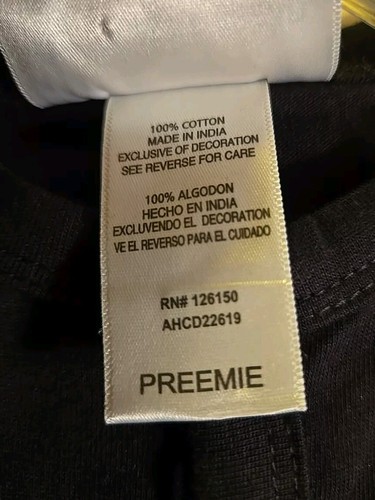 100% COTTON
MADE IN INDIA
EXCLUSIVE OF DECORATION
SEE REVERSE FOR CARE
100% ALGODON
HECHO EN INDIA
EXCLUVENDO EL DECORATION
VE EL REVERSO PARA EL CUIDADO
RN# 126150
AHCD22619
PREEMIE